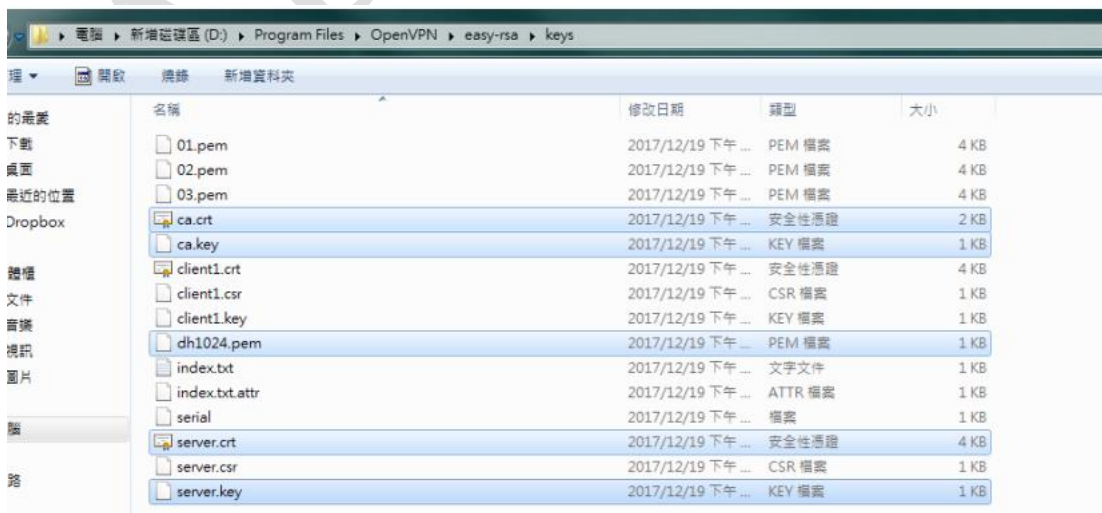 電腦 ▸ 新增磁碟區 (D:) ▸ Program Files ▸ OpenVPN ▸ easy-rsa ▸ keys
理 開啟 燒錄 新增資料夾
名稱 修改日期 類型 大小
的最愛
下載
桌面
最近的位置
Dropbox
體櫃
文件
音樂
視訊
圖片
腦
路
01.pem 2017/12/19 下午 ... PEM 檔案 4 KB
02.pem 2017/12/19 下午 ... PEM 檔案 4 KB
03.pem 2017/12/19 下午 ... PEM 檔案 4 KB
ca.crt 2017/12/19 下午 ... 安全性憑證 2 KB
ca.key 2017/12/19 下午 ... KEY 檔案 1 KB
client1.crt 2017/12/19 下午 ... 安全性憑證 4 KB
client1.csr 2017/12/19 下午 ... CSR 檔案 1 KB
client1.key 2017/12/19 下午 ... KEY 檔案 1 KB
dh1024.pem 2017/12/19 下午 ... PEM 檔案 1 KB
index.txt 2017/12/19 下午 ... 文字文件 1 KB
index.txt.attr 2017/12/19 下午 ... ATTR 檔案 1 KB
serial 2017/12/19 下午 ... 檔案 1 KB
server.crt 2017/12/19 下午 ... 安全性憑證 4 KB
server.csr 2017/12/19 下午 ... CSR 檔案 1 KB
server.key 2017/12/19 下午 ... KEY 檔案 1 KB